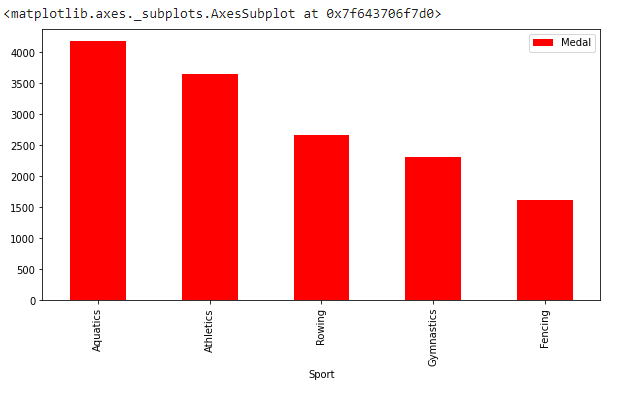 <matplotlib.axes._subplots.AxesSubplot at 0x7f643706f7d0>
Medal
4000
3500
3000
2500
2000
1500
1000
500
0
Aquatics
Athletics
Rowing
Gymnastics
Fencing
Sport